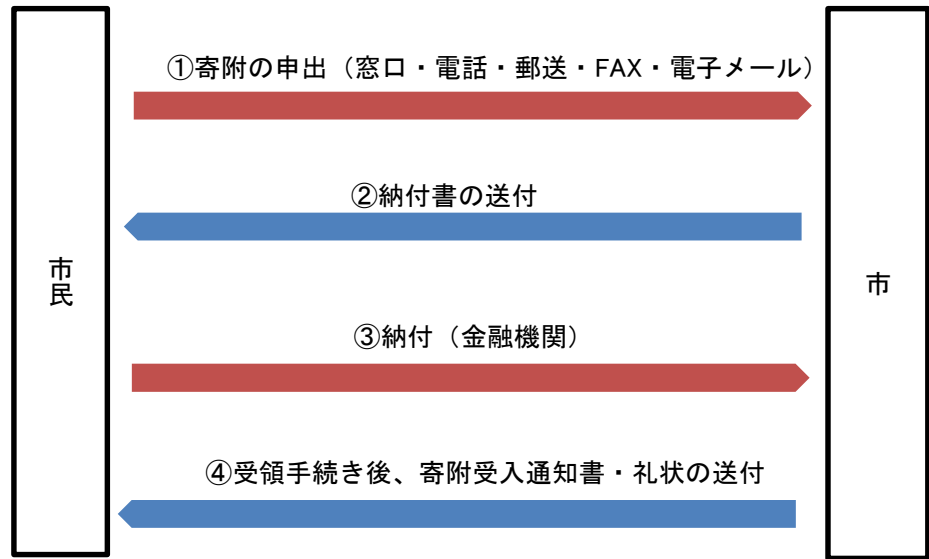 ①寄附の申出（窓口・電話・郵送・FAX・電子メール）
②納付書の送付
市民
市
③納付（金融機関）
④受領手続き後、寄附受入通知書・礼状の送付